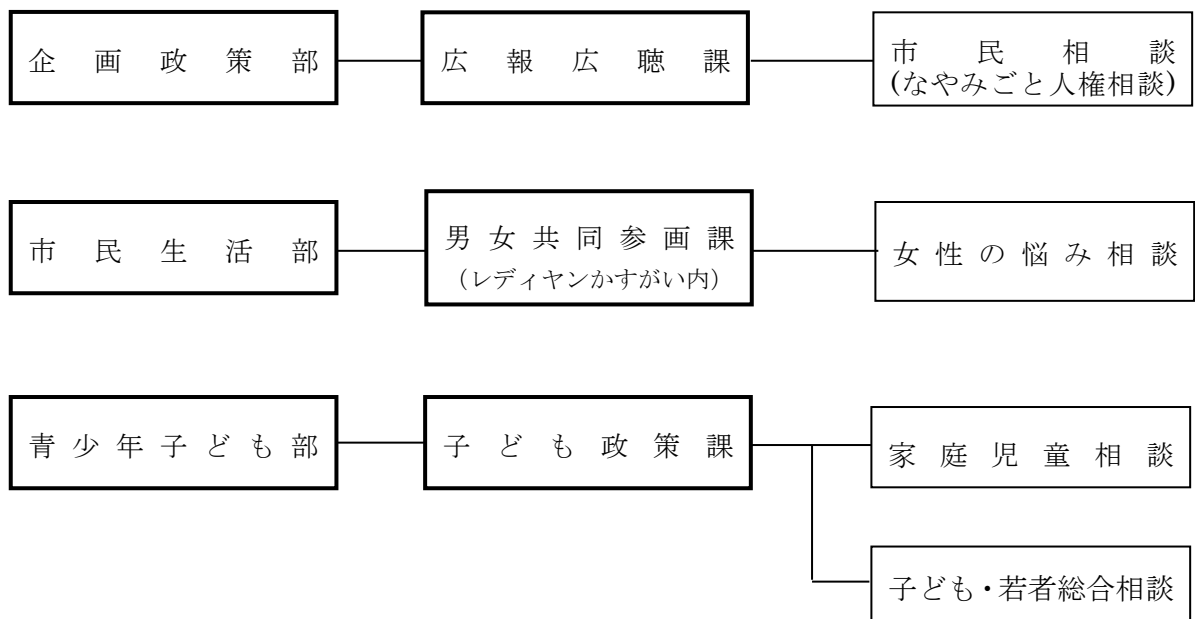 企画政策部
広報広聴課
市民相談
(なやみごと人権相談)
市民生活部
男女共同参画課
（レディヤンかすがい内）
女性の悩み相談
青少年子ども部
子ども政策課
家庭児童相談
子ども・若者総合相談